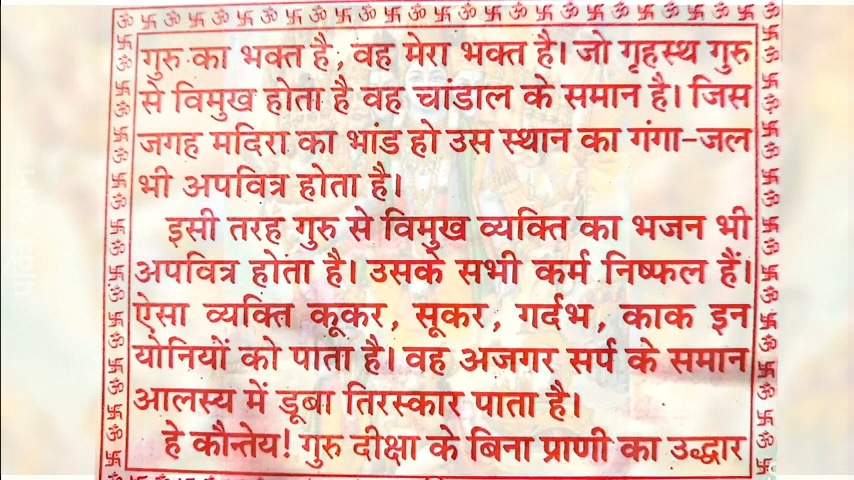 गुरु का भक्त है, वह मेरा भक्त है। जो गृहस्थ गुरु
से विमुख होता है वह चांडाल के समान है। जिस
जगह मदिरा का भांड हो उस स्थान का गंगा-जल
भी अपवित्र होता है।
इसी तरह गुरु से विमुख व्यक्ति का भजन भी
अपवित्र होता है। उसके सभी कर्म निष्फल हैं।
ऐसा व्यक्ति कूकर, सूकर, गर्दभ, काक इन
योनियों को पाता है। वह अजगर सर्प के समान
आलस्य में डूबा तिरस्कार पाता है।
हे कौन्तेय! गुरु दीक्षा के बिना प्राणी का उद्धार